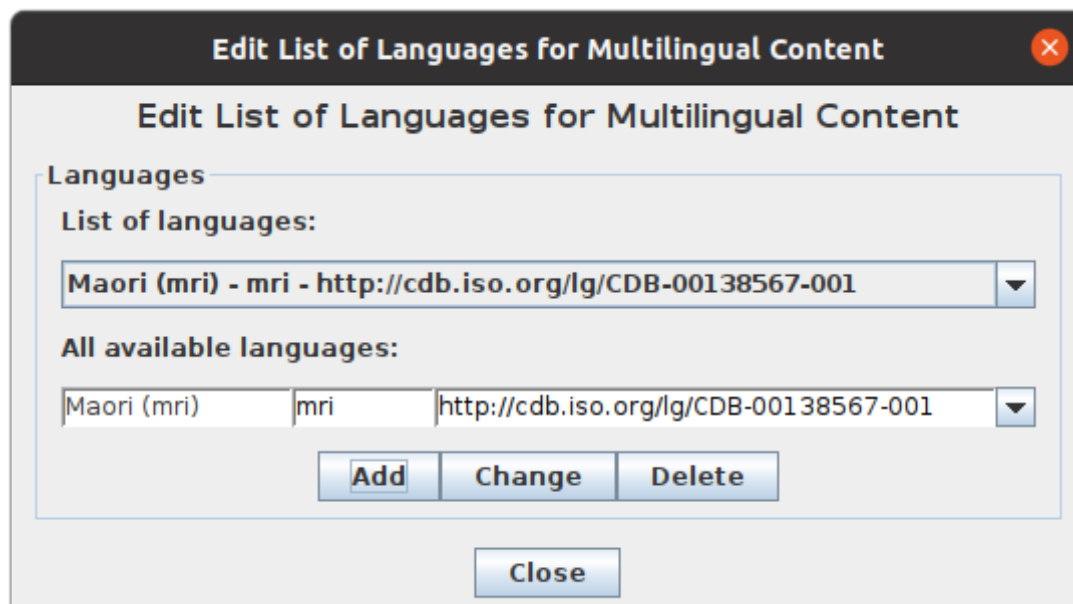 Edit List of Languages for Multilingual Content
Edit List of Languages for Multilingual Content
Languages
List of languages:
Maori (mri) - mri - http://cdb.iso.org/lg/CDB-00138567-001
All available languages:
Maori (mri) mri http://cdb.iso.org/lg/CDB-00138567-001
Add Change Delete
Close